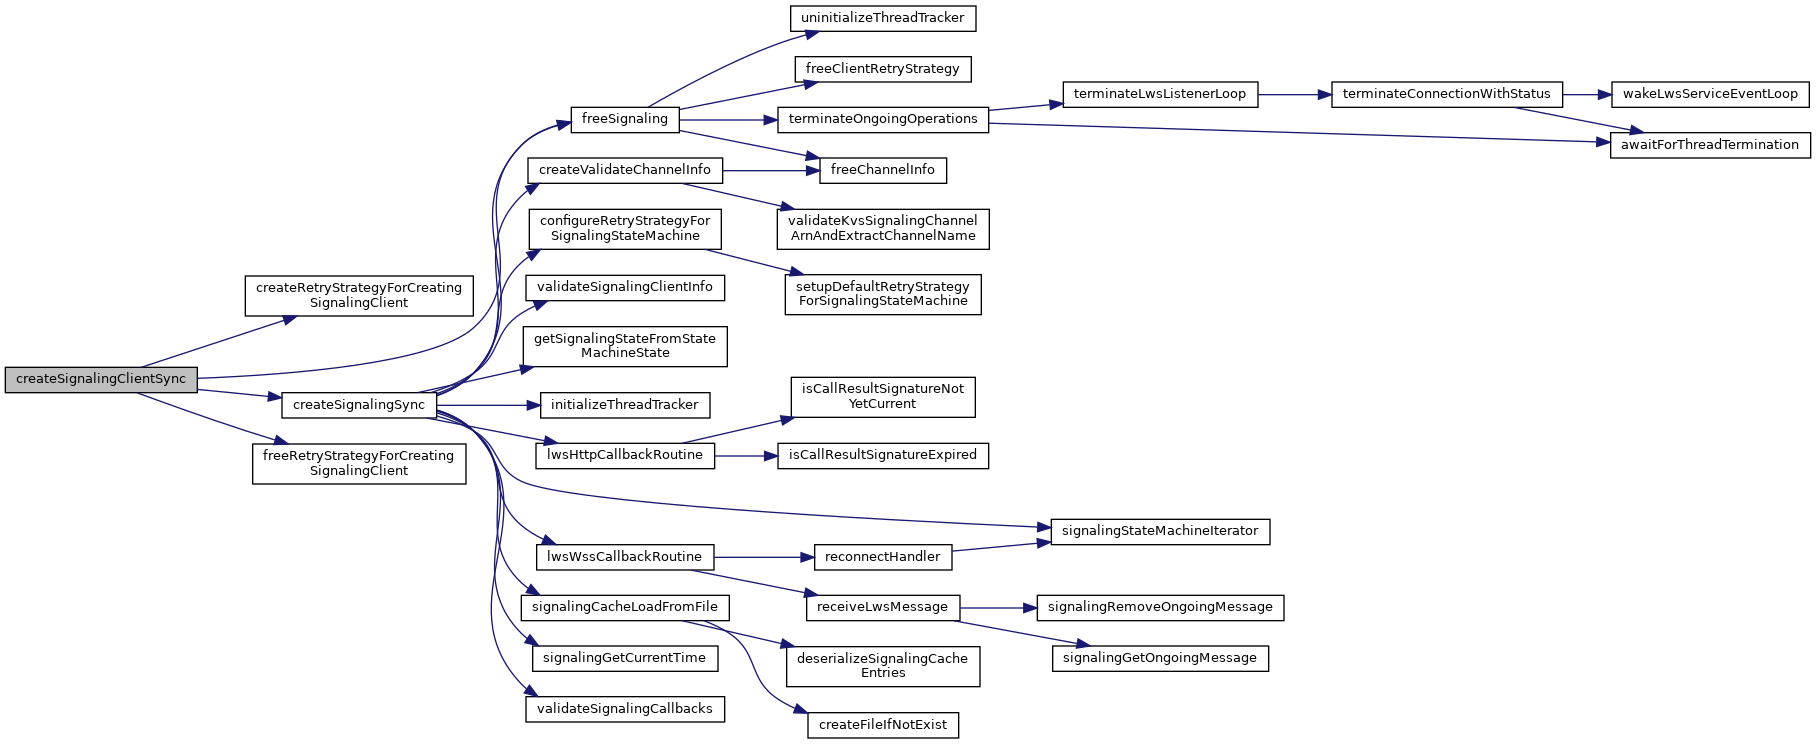 createSignalingClientSync
createRetryStrategyForCreating
SignalingClient
createSignalingSync
freeRetryStrategyForCreating
SignalingClient
freeSignaling
createValidateChannelInfo
configureRetryStrategyFor
SignalingStateMachine
validateSignalingClientInfo
getSignalingStateFromState
MachineState
initializeThreadTracker
lwsHttpCallbackRoutine
lwsWssCallbackRoutine
signalingCacheLoadFromFile
signalingGetCurrentTime
validateSignalingCallbacks
uninitializeThreadTracker
freeClientRetryStrategy
terminateOngoingOperations
freeChannelInfo
validateKvsSignalingChannel
ArnAndExtractChannelName
setupDefaultRetryStrategy
ForSignalingStateMachine
isCallResultSignatureNot
YetCurrent
isCallResultSignatureExpired
reconnectHandler
receiveLwsMessage
deserializeSignalingCache
Entries
createFileIfNotExist
terminateLwsListenerLoop
signalingStateMachineIterator
signalingRemoveOngoingMessage
signalingGetOngoingMessage
terminateConnectionWithStatus
wakeLwsServiceEventLoop
awaitForThreadTermination